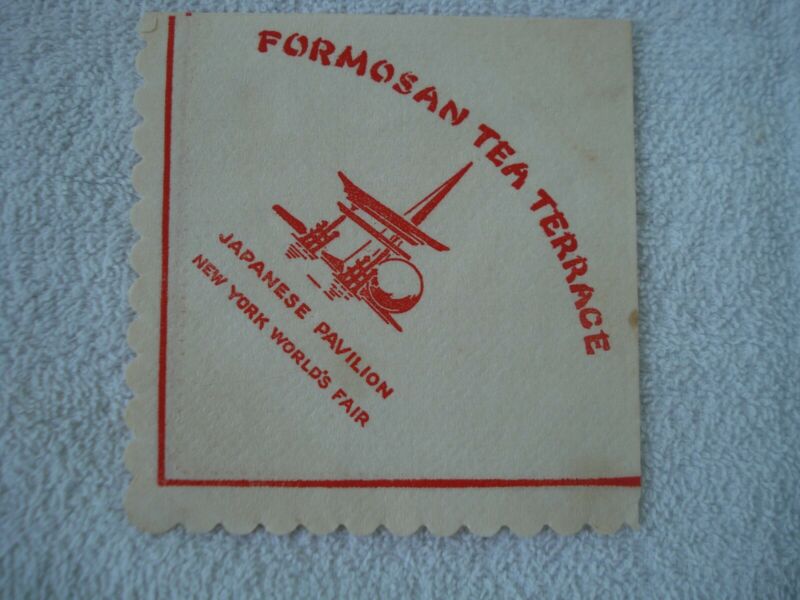 FORMOSAN TEA TERRACE
JAPANESE PAVILION
NEW YORK WORLD'S FAIR